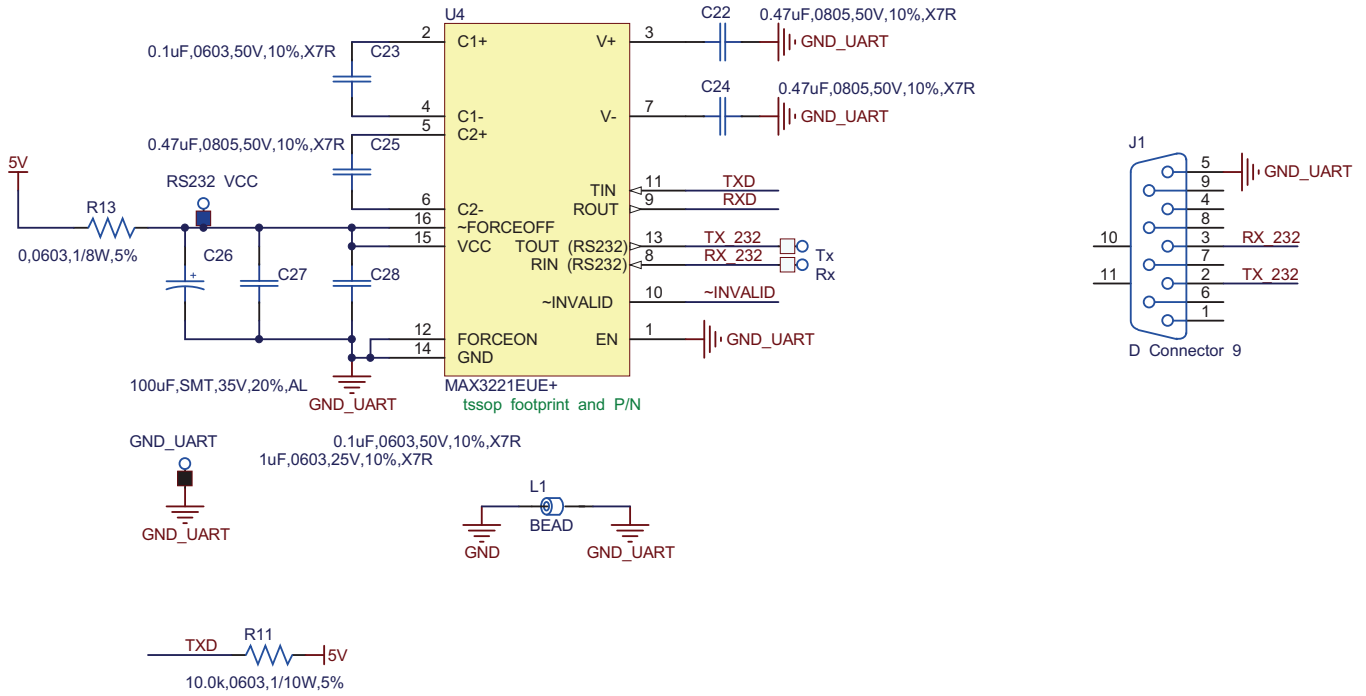 U4
C22
0.47uF,0805,50V,10%,X7R
2
C1+
V+
3
GND_UART
0.1uF,0603,50V,10%,X7R
C23
C24
0.47uF,0805,50V,10%,X7R
4
C1-
V-
7
GND_UART
5
C2+
0.47uF,0805,50V,10%,X7R
C25
J1
5V
RS232 VCC
TIN
11
TXD
5
GND_UART
9
R13
6
C2-
ROUT
9
RXD
4
16
~FORCEOFF
8
0,0603,1/8W,5%
C26
15
VCC
TOUT (RS232)
13
TX_232
Tx
10
3
RX_232
RIN (RS232)
8
RX_232
Rx
7
+
C27
C28
11
2
TX_232
~INVALID
10
~INVALID
6
12
FORCEON
EN
1
GND_UART
1
14
GND
D Connector 9
100uF,SMT,35V,20%,AL
MAX3221EUE+
GND_UART
tssop footprint and P/N
GND_UART
0.1uF,0603,50V,10%,X7R
1uF,0603,25V,10%,X7R
L1
BEAD
GND_UART
GND
GND_UART
TXD
R11
5V
10.0k,0603,1/10W,5%